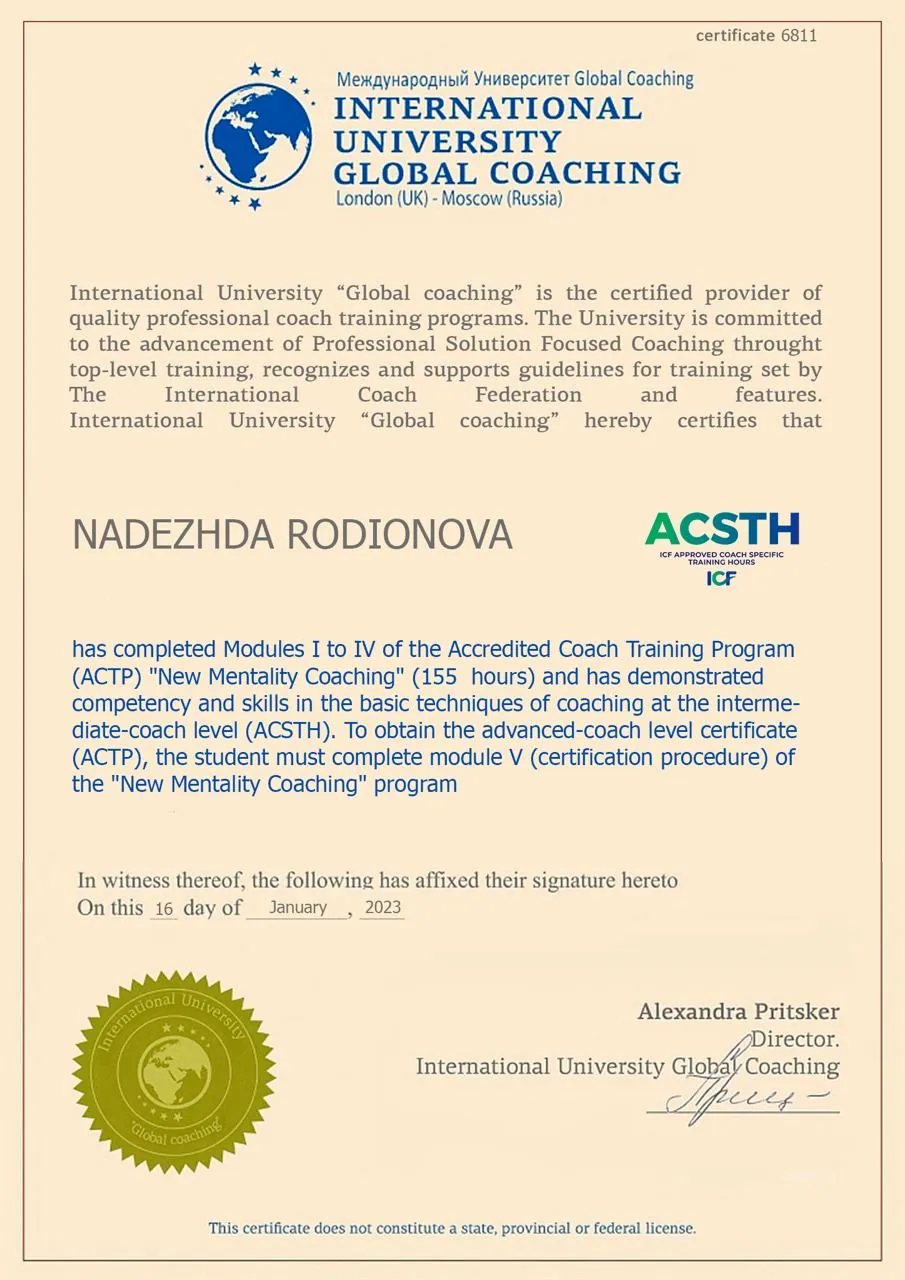 certificate 6811
Международный Университет Global Coaching
INTERNATIONAL
UNIVERSITY
GLOBAL COACHING
London (UK) - Moscow (Russia)
International University “Global coaching” is the certified provider of
quality professional coach training programs. The University is committed
to the advancement of Professional Solution Focused Coaching throught
top-level training, recognizes and supports guidelines for training set by
The International Coach Federation and features.
International University “Global coaching” hereby certifies that
NADEZHDA RODIONOVA
ACSTH
ICF APPROVED COACH SPECIFIC
TRAINING HOURS
ICF
has completed Modules I to IV of the Accredited Coach Training Program
(ACTP) "New Mentality Coaching" (155 hours) and has demonstrated
competency and skills in the basic techniques of coaching at the interme-
diate-coach level (ACSTH). To obtain the advanced-coach level certificate
(ACTP), the student must complete module V (certification procedure) of
the "New Mentality Coaching" program
In witness thereof, the following has affixed their signature hereto
On this 16 day of January, 2023
International University
"Global coaching"
Alexandra Pritsker
Director.
International University Global Coaching
This certificate does not constitute a state, provincial or federal license.